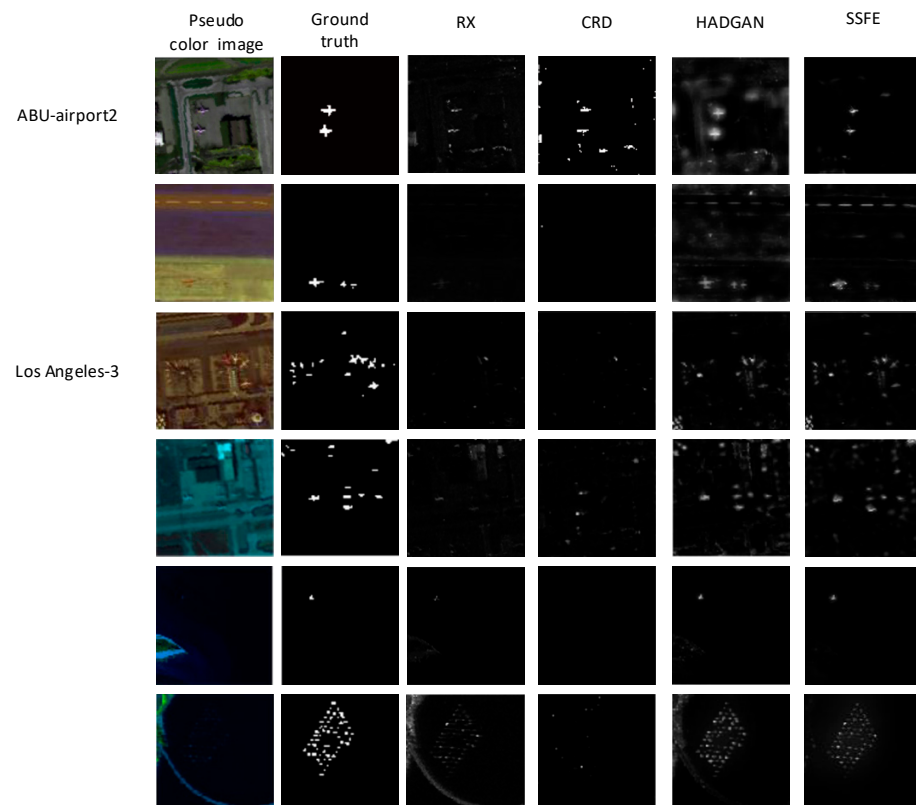 Pseudo
color image
Ground
truth
RX
CRD
HADGAN
SSFE
ABU-airport2
Los Angeles-3